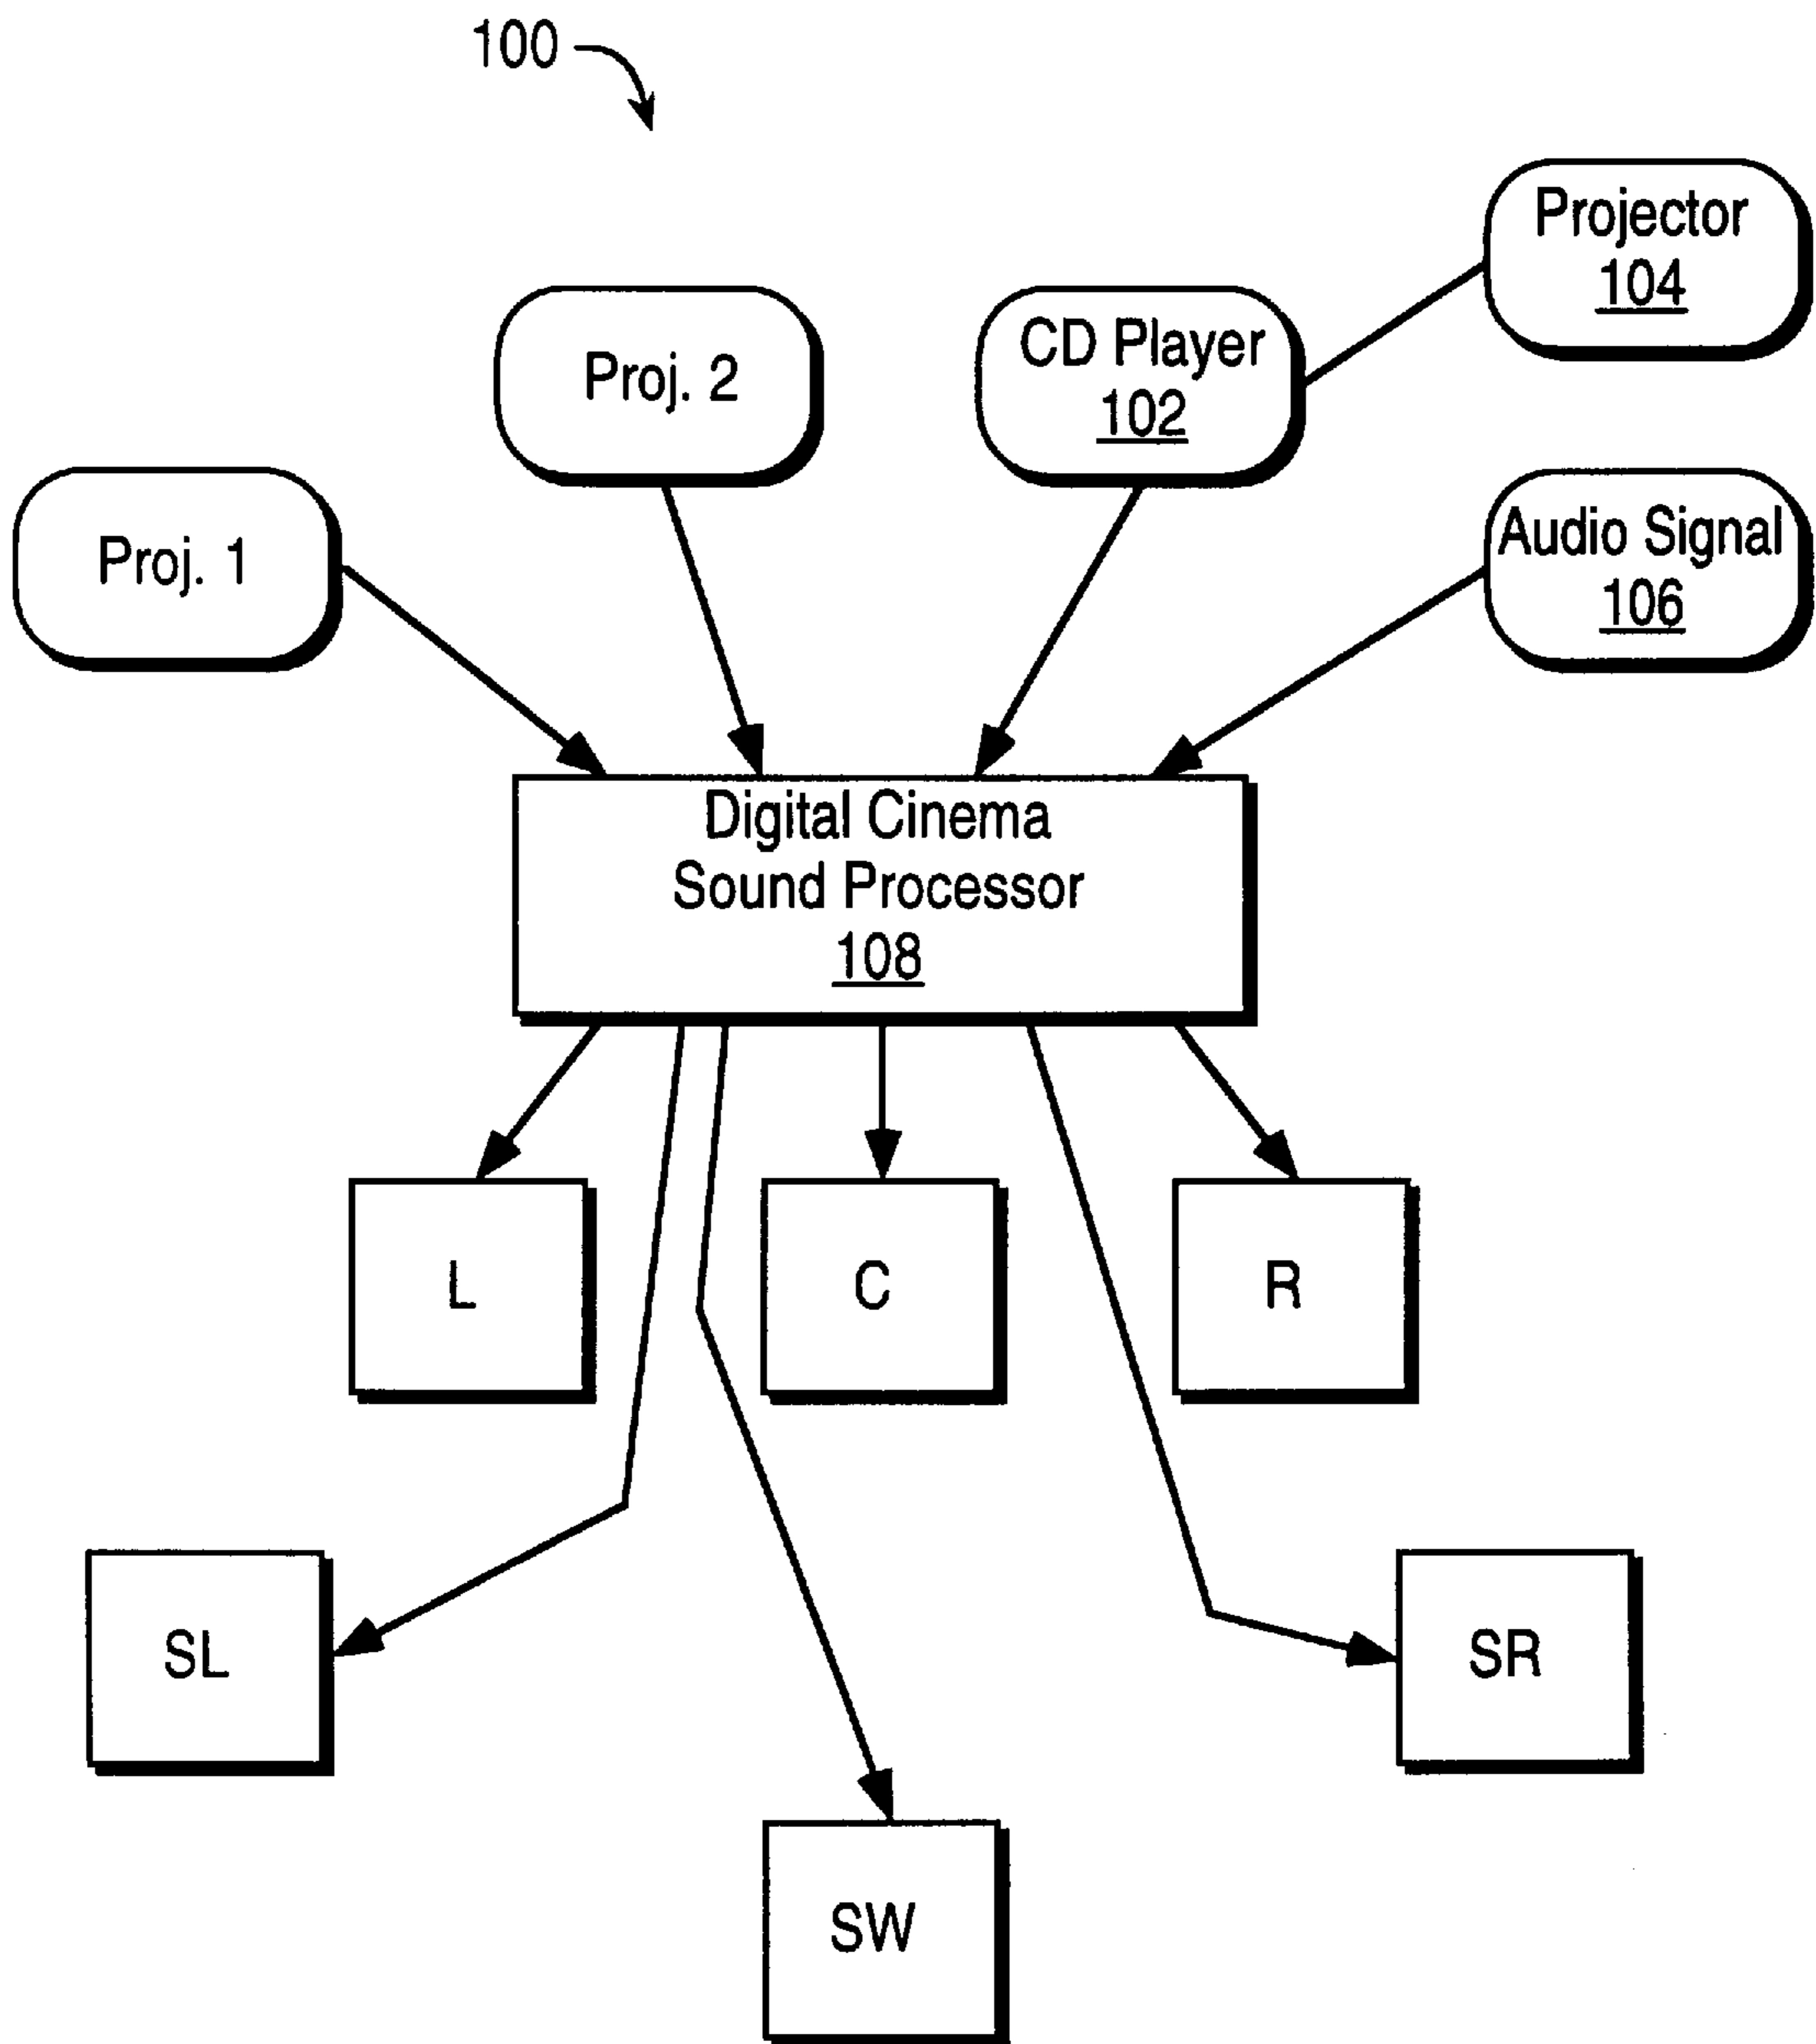 100
Projector
104
Proj. 2
CD Player
102
Proj. 1
Audio Signal
106
Digital Cinema
Sound Processor
108
L
C
R
SL
SR
SW